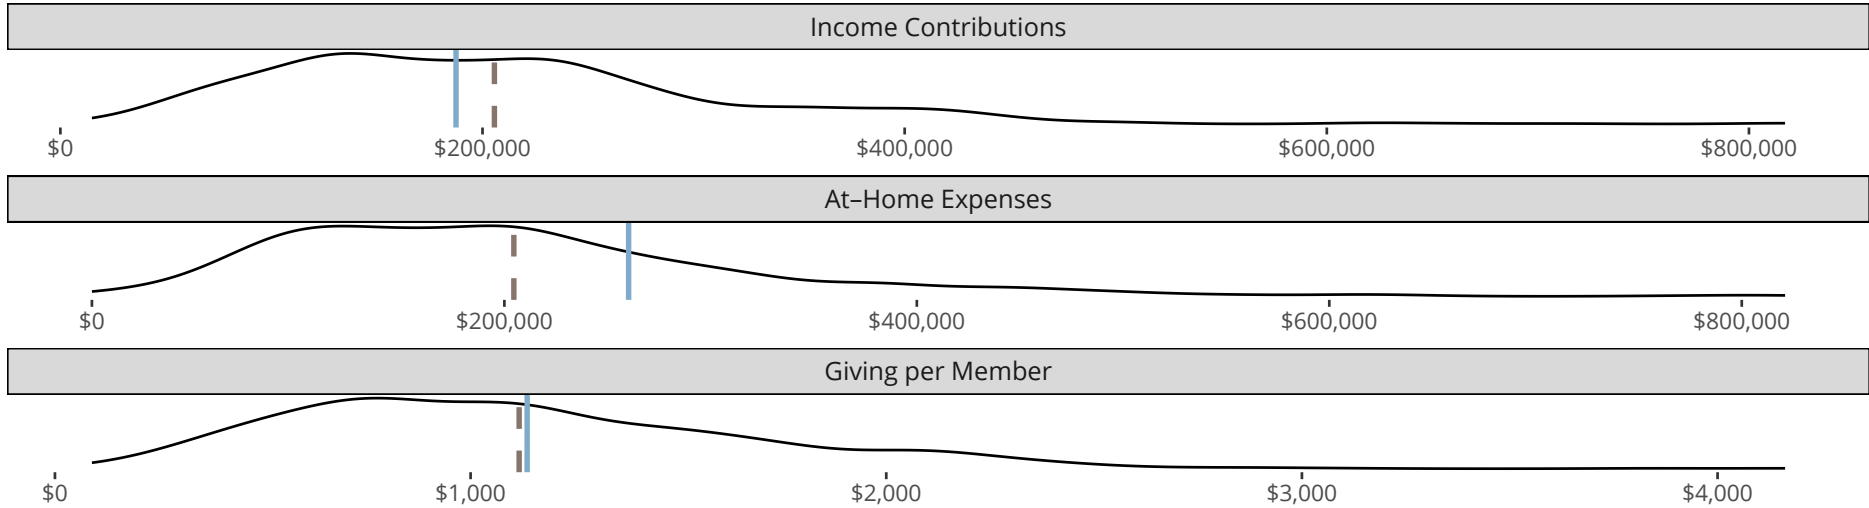 Income Contributions
$0 $200,000 $400,000 $600,000 $800,000
At–Home Expenses
$0 $200,000 $400,000 $600,000 $800,000
Giving per Member
$0 $1,000 $2,000 $3,000 $4,000